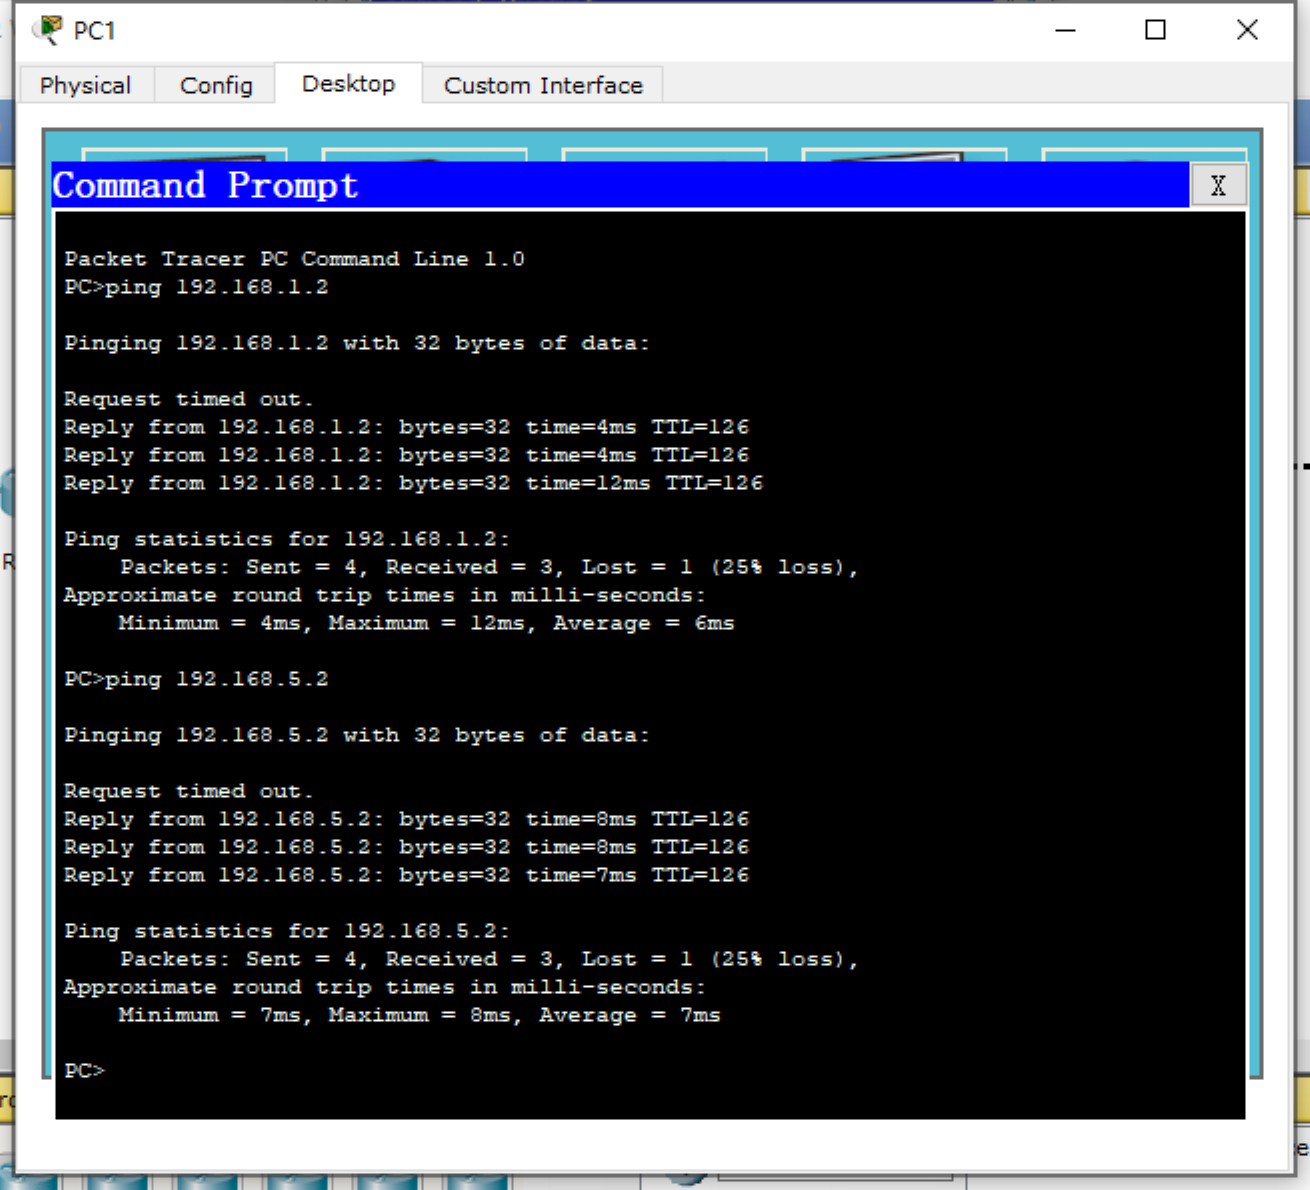 PC1
Physical Config Desktop Custom Interface
Command Prompt X
Packet Tracer PC Command Line 1.0
PC>ping 192.168.1.2
Pinging 192.168.1.2 with 32 bytes of data:
Request timed out.
Reply from 192.168.1.2: bytes=32 time=4ms TTL=126
Reply from 192.168.1.2: bytes=32 time=4ms TTL=126
Reply from 192.168.1.2: bytes=32 time=12ms TTL=126
Ping statistics for 192.168.1.2:
Packets: Sent = 4, Received = 3, Lost = 1 (25% loss),
Approximate round trip times in milli-seconds:
Minimum = 4ms, Maximum = 12ms, Average = 6ms
PC>ping 192.168.5.2
Pinging 192.168.5.2 with 32 bytes of data:
Request timed out.
Reply from 192.168.5.2: bytes=32 time=8ms TTL=126
Reply from 192.168.5.2: bytes=32 time=8ms TTL=126
Reply from 192.168.5.2: bytes=32 time=7ms TTL=126
Ping statistics for 192.168.5.2:
Packets: Sent = 4, Received = 3, Lost = 1 (25% loss),
Approximate round trip times in milli-seconds:
Minimum = 7ms, Maximum = 8ms, Average = 7ms
PC>